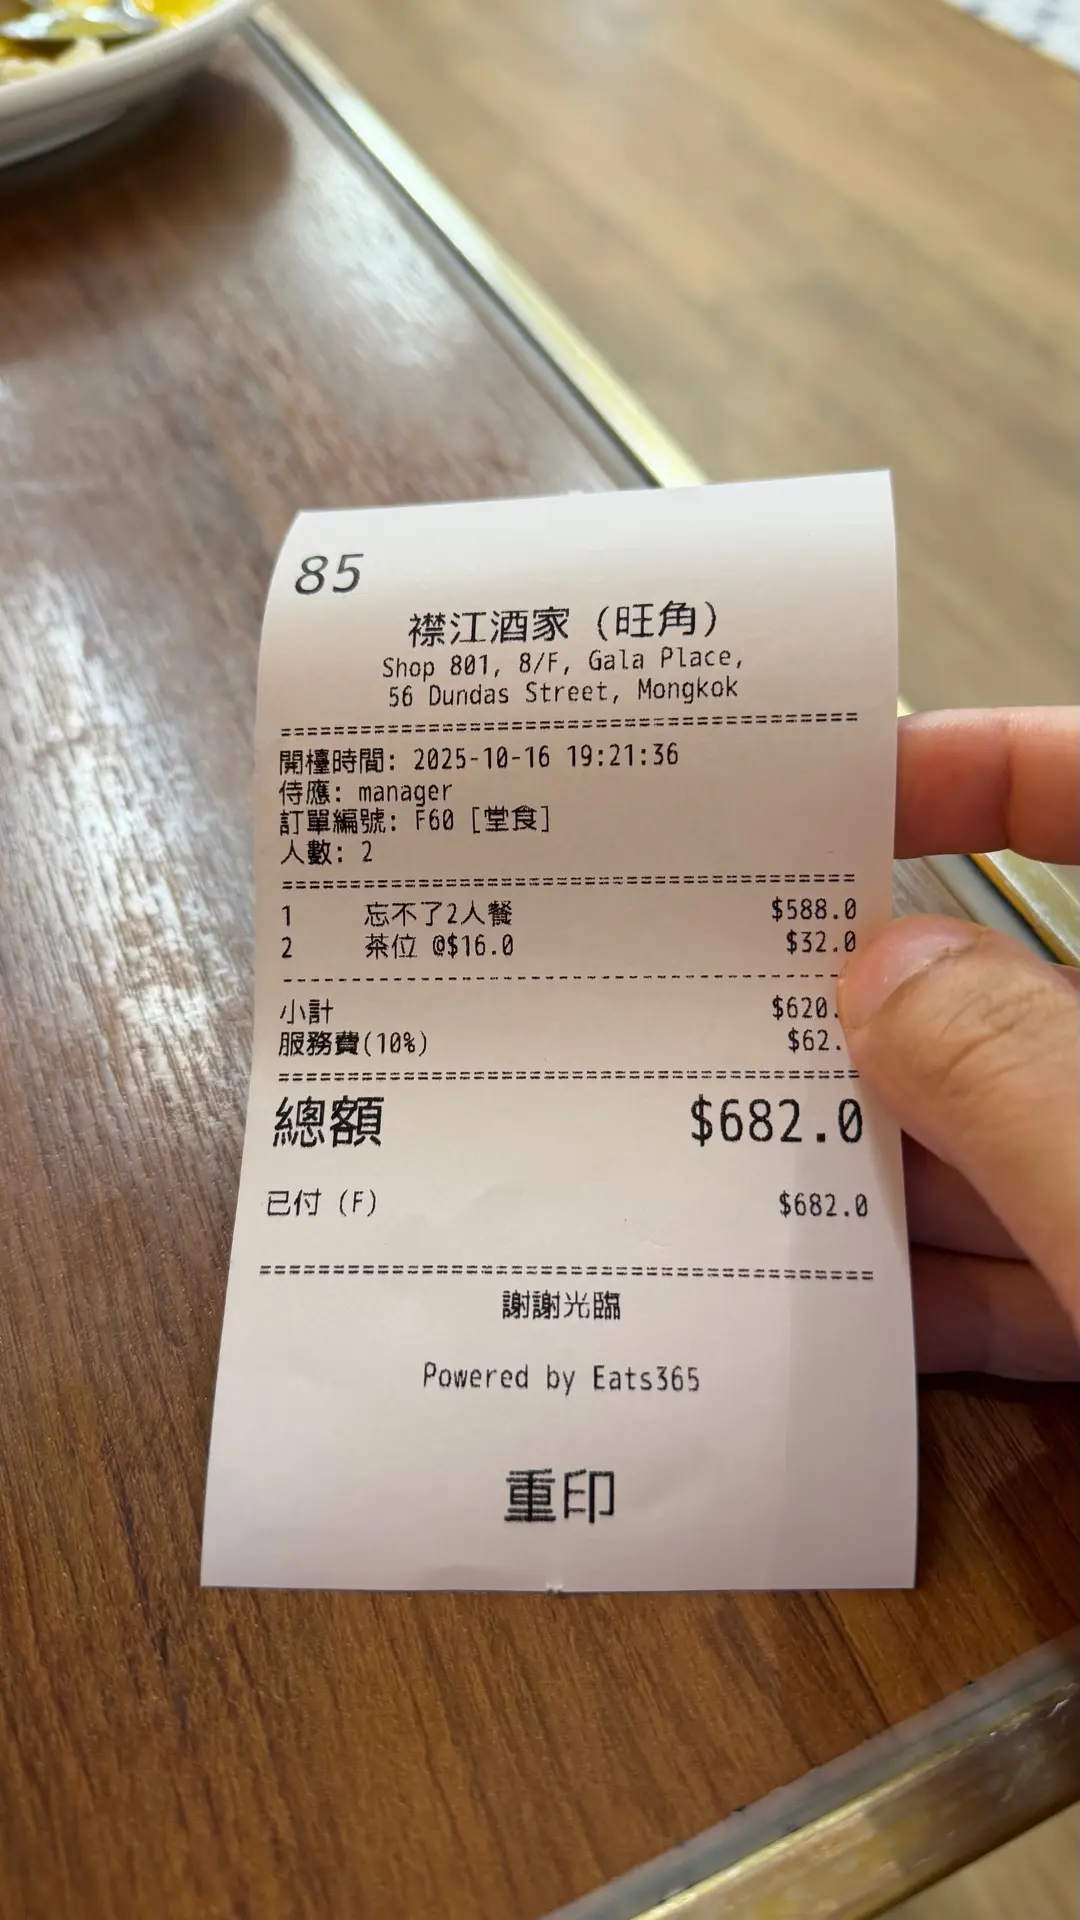 85
襟江酒家 (旺角)
Shop 801, 8/F, Gala Place,
56 Dundas Street, Mongkok
======================================
開檯時間: 2025-10-16 19:21:36
侍應: manager
訂單編號: F60 [堂食]
人數: 2
======================================
1 忘不了2人餐 $588.0
2 茶位 @$16.0 $32.0
--------------------------------------
小計 $620.
服務費(10%) $62.
======================================
總額 $682.0
已付 (F) $682.0
======================================
謝謝光臨
Powered by Eats365
重印